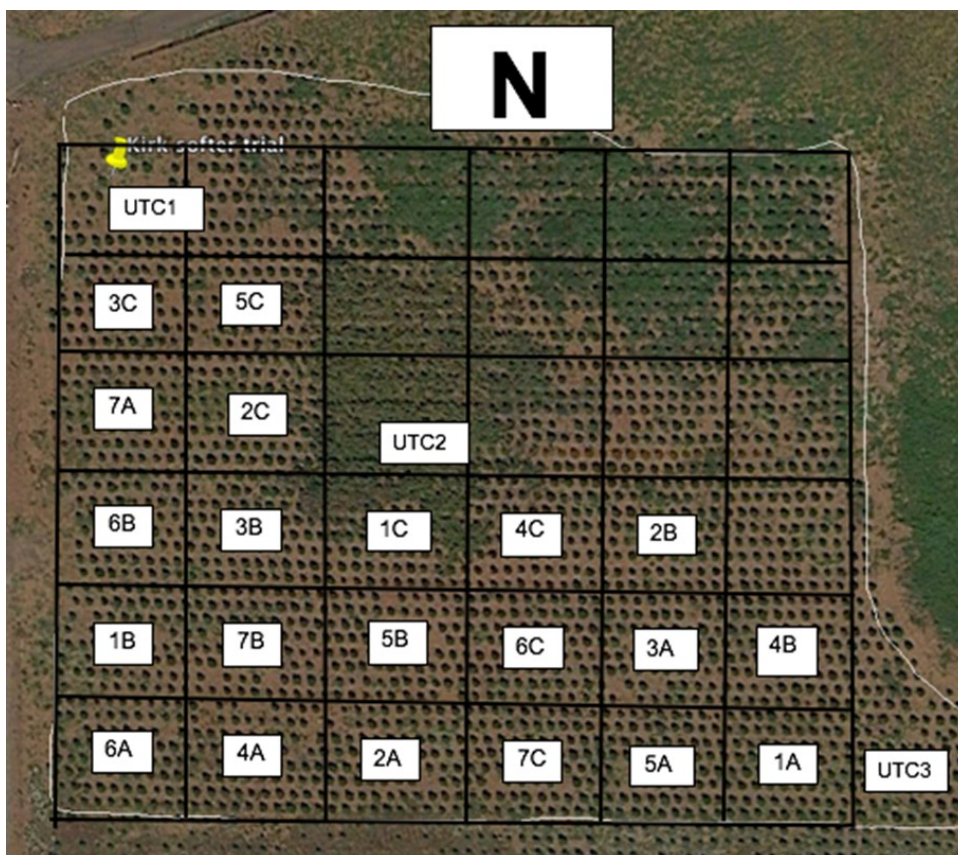 N
Kirk softer trial
UTC1
3C 5C
7A 2C
UTC2
6B 3B 1C 4C 2B
1B 7B 5B 6C 3A 4B
6A 4A 2A 7C 5A 1A UTC3